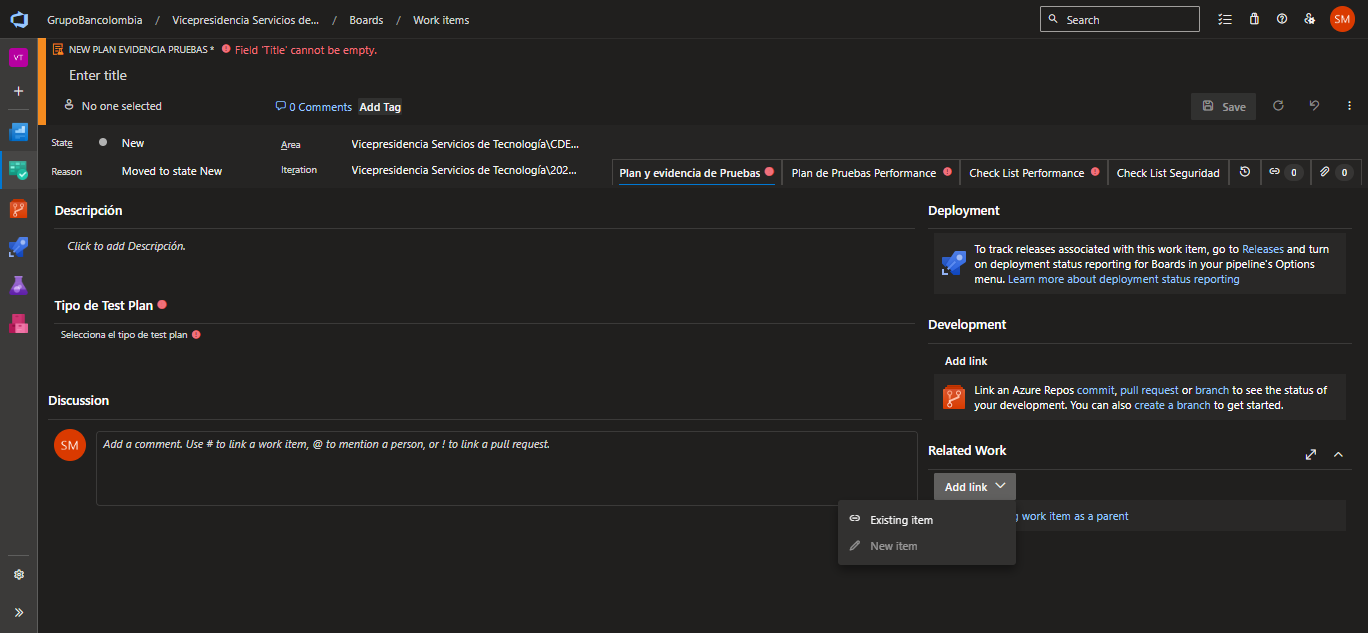 GrupoBancolombia / Vicepresidencia Servicios de... / Boards / Work items
Search
SM
VT
NEW PLAN EVIDENCIA PRUEBAS * Field 'Title' cannot be empty.
Enter title
No one selected
0 Comments
Add Tag
Save
State
New
Area
Vicepresidencia Servicios de Tecnología\CDE...
Reason
Moved to state New
Iteration
Vicepresidencia Servicios de Tecnología\202...
Plan y evidencia de Pruebas
Plan de Pruebas Performance
Check List Performance
Check List Seguridad
0
0
Descripción
Click to add Descripción.
Tipo de Test Plan
Selecciona el tipo de test plan
Discussion
SM
Add a comment. Use # to link a work item, @ to mention a person, or ! to link a pull request.
Deployment
To track releases associated with this work item, go to Releases and turn
on deployment status reporting for Boards in your pipeline's Options
menu. Learn more about deployment status reporting
Development
Add link
Link an Azure Repos commit, pull request or branch to see the status of
your development. You can also create a branch to get started.
Related Work
Add link
work item as a parent
Existing item
New item